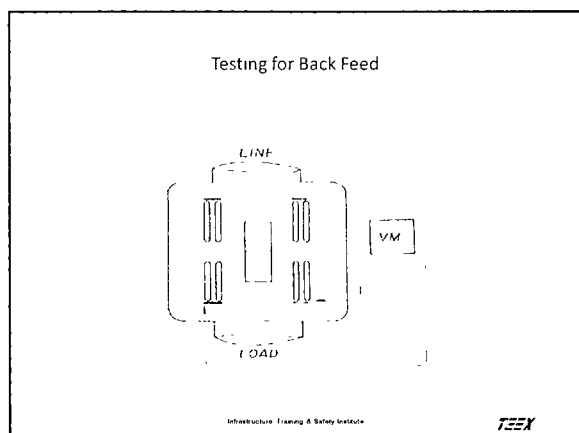 Testing for Back Feed
LINE
VM
LOAD
Infrastructure Training & Safety Institute
TEEX